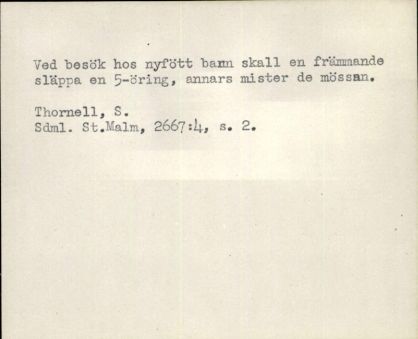 Ved besök hos nyfött barn skall en främmande
släppa en 5-öring, annars mister de mössan.
Thornell, S.
Sdml. St.Malm, 2667:4, s. 2.